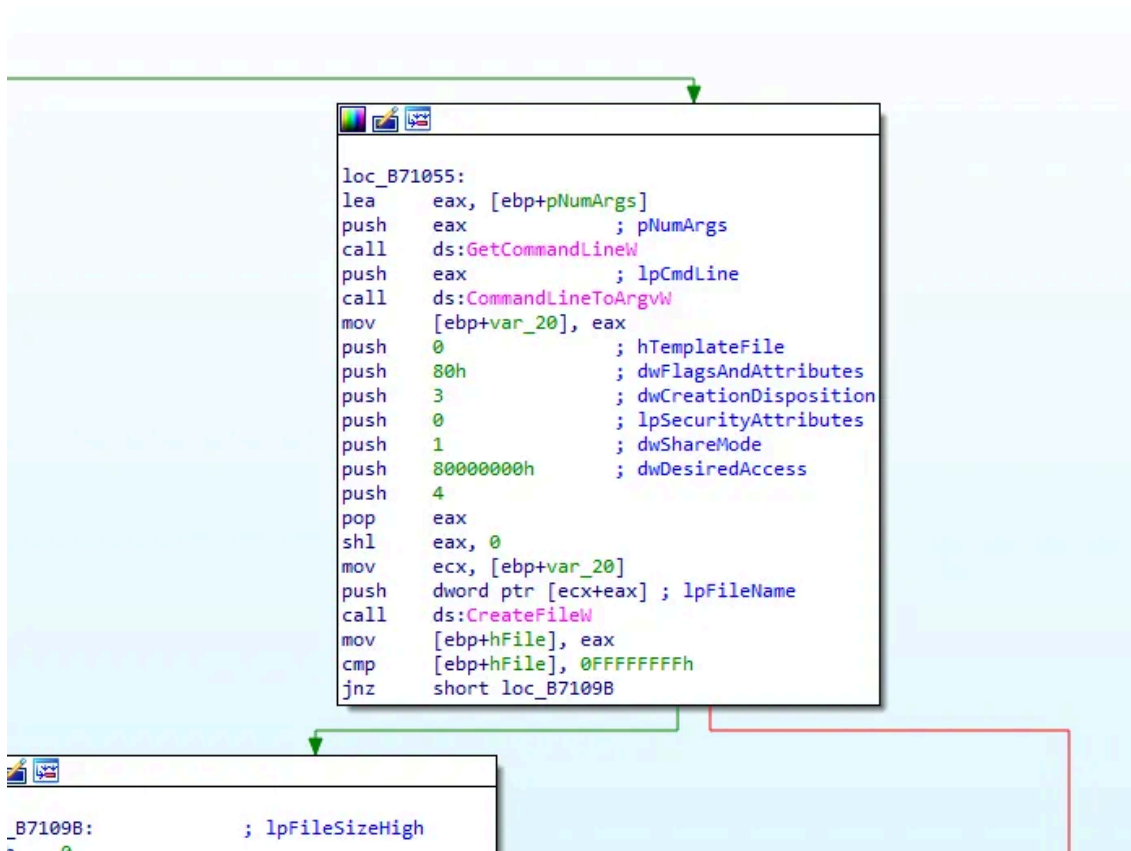 loc_B71055:
lea eax, [ebp+pNumArgs]
push eax ; pNumArgs
call ds:GetCommandLineW
push eax ; lpCmdLine
call ds:CommandLineToArgvW
mov [ebp+var_20], eax
push 0 ; hTemplateFile
push 80h ; dwFlagsAndAttributes
push 3 ; dwCreationDisposition
push 0 ; lpSecurityAttributes
push 1 ; dwShareMode
push 80000000h ; dwDesiredAccess
push 4
pop eax
shl eax, 0
mov ecx, [ebp+var_20]
push dword ptr [ecx+eax] ; lpFileName
call ds:CreateFileW
mov [ebp+hFile], eax
cmp [ebp+hFile], 0FFFFFFFFh
jnz short loc_B7109B
_B7109B: ; lpFileSizeHigh